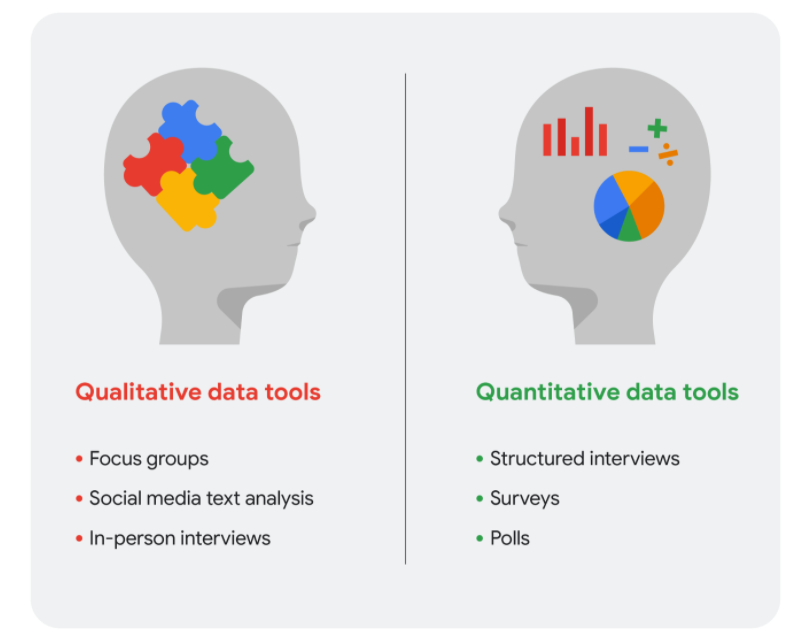 Qualitative data tools
• Focus groups
• Social media text analysis
• In-person interviews
Quantitative data tools
• Structured interviews
• Surveys
• Polls